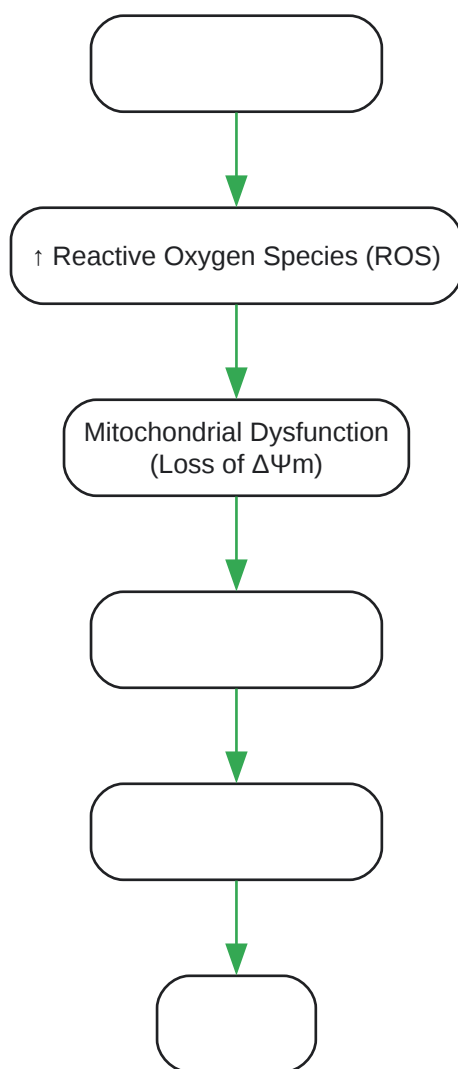 ↑ Reactive Oxygen Species (ROS)
Mitochondrial Dysfunction
(Loss of ΔΨm)